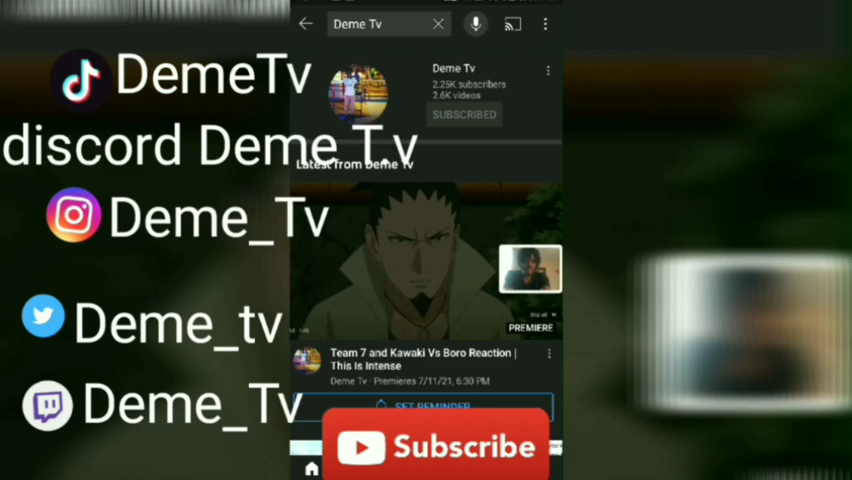 Deme Tv
DemeTv
Deme Tv
2.25K subscribers
2.6K videos
SUBSCRIBED
discord Deme T.v
Latest from Deme Tv
Deme_Tv
PREMIERE
Deme_tv
Team 7 and Kawaki Vs Boro Reaction |
This Is Intense
Deme Tv · Premieres 7/11/21, 6:30 PM
Deme_Tv
SET REMINDER
Subscribe